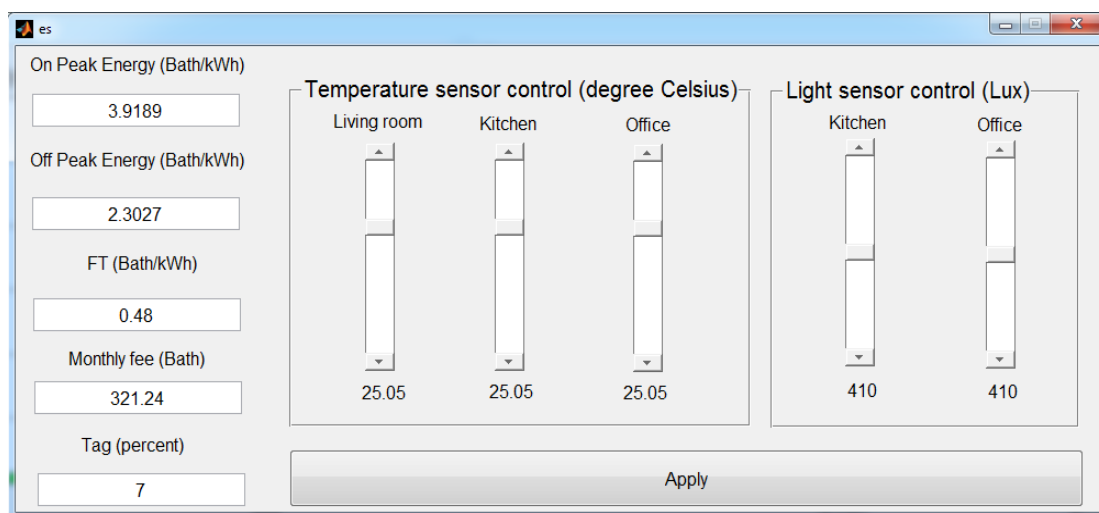 es
On Peak Energy (Bath/kWh)
3.9189
Off Peak Energy (Bath/kWh)
2.3027
FT (Bath/kWh)
0.48
Monthly fee (Bath)
321.24
Tag (percent)
7
Temperature sensor control (degree Celsius)
Living room Kitchen Office
25.05 25.05 25.05
Light sensor control (Lux)
Kitchen Office
410 410
Apply